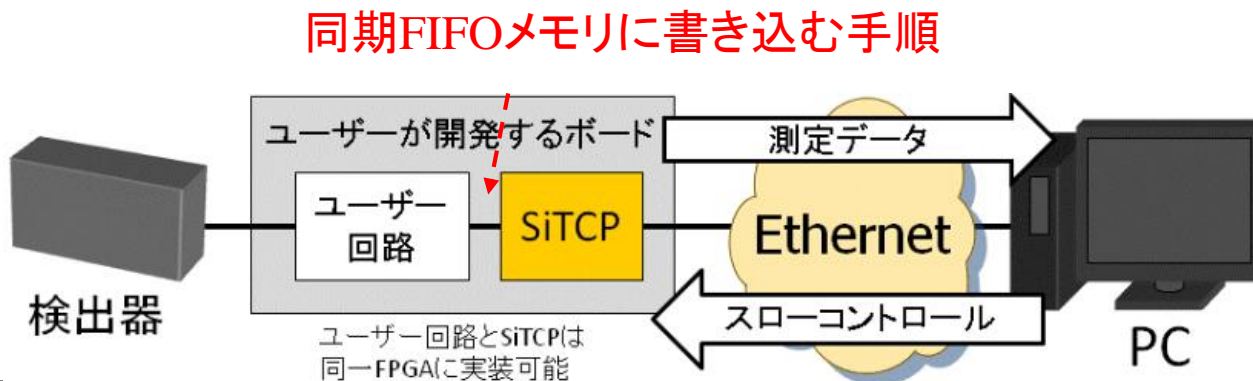 同期FIFOメモリに書き込む手順
ユーザーが開発するボード
測定データ
ユーザー
回路
SiTCP
Ethernet
検出器
スローコントロール
PC
ユーザー回路とSiTCPは
同一FPGAに実装可能